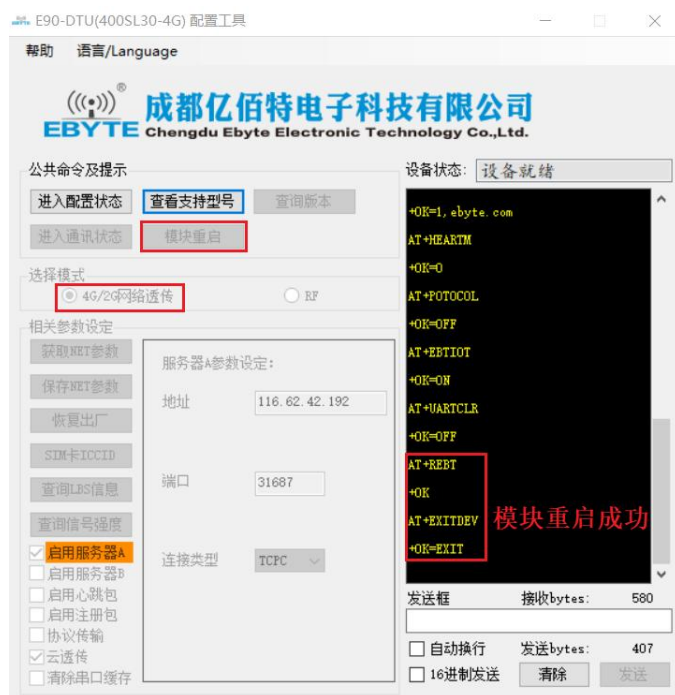 E90-DTU(400SL30-4G) 配置工具
帮助 语言/Language
((•)) ®
EBYTE
成都亿佰特电子科技有限公司
Chengdu Ebyte Electronic Technology Co.,Ltd.
公共命令及提示
设备状态: 设备就绪
进入配置状态 查看支持型号 查询版本
进入通讯状态 模块重启
选择模式
4G/2G网络透传 RF
相关参数设定
获取NET参数
保存NET参数
恢复出厂
SIM卡ICCID
查询LBS信息
查询信号强度
启用服务器A
启用服务器B
启用心跳包
启用注册包
协议传输
云透传
清除串口缓存
服务器A参数设定:
地址 116.62.42.192
端口 31687
连接类型 TCPC
+OK=1,ebyte.com
AT+HEARTM
+OK=0
AT+POTOCOL
+OK=OFF
AT+EBTIOT
+OK=ON
AT+UARTCLR
+OK=OFF
AT+REBT
+OK
AT+EXITDEV
+OK=EXIT
模块重启成功
发送框 接收bytes: 580
自动换行 发送bytes: 407
16进制发送 清除 发送